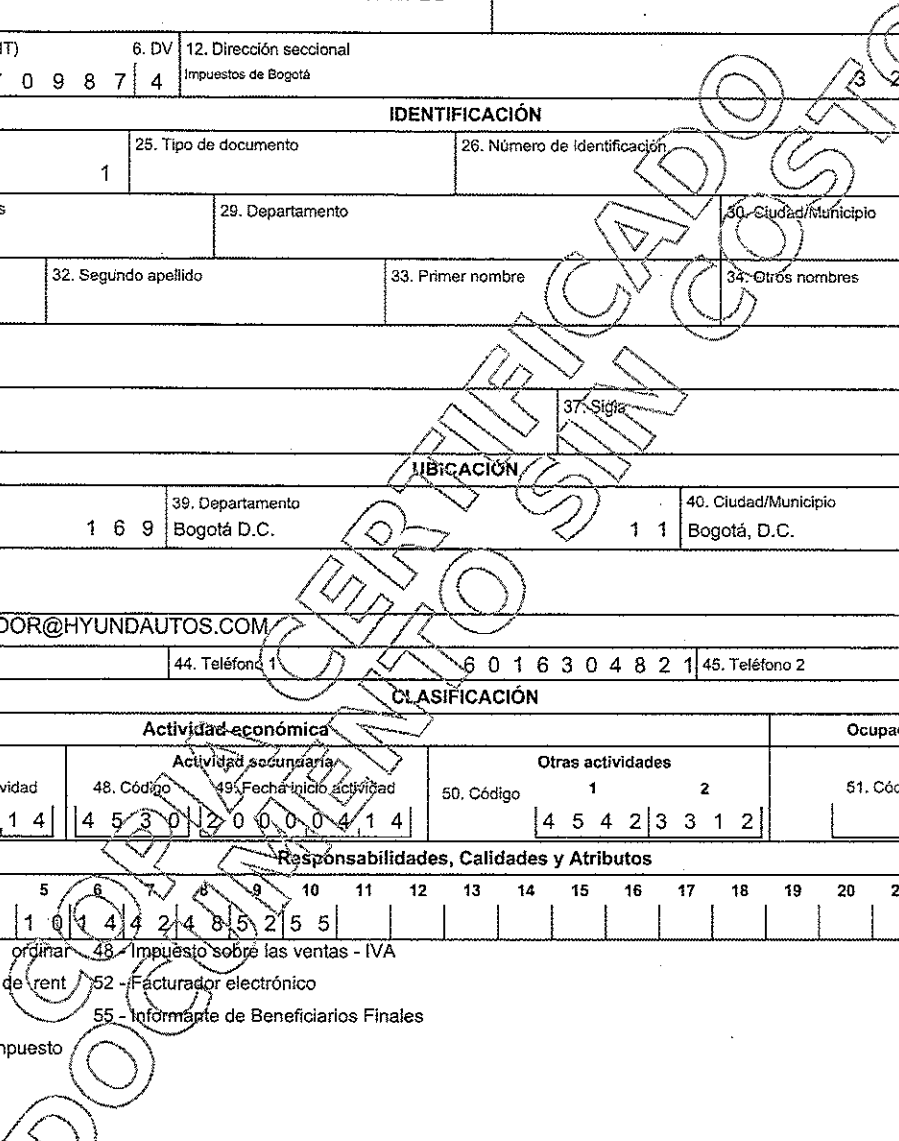 IT) 6. DV 12. Dirección seccional
0 9 8 7 4 Impuestos de Bogotá 3 2
IDENTIFICACIÓN
25. Tipo de documento 26. Número de Identificación
1
29. Departamento 30. Ciudad/Municipio
32. Segundo apellido 33. Primer nombre 34. Otros nombres
37. Sigla
UBICACIÓN
39. Departamento 40. Ciudad/Municipio
1 6 9 Bogotá D.C. 1 1 Bogotá, D.C.
DOR@HYUNDAUTOS.COM
44. Teléfono 1 6 0 1 6 3 0 4 8 2 1 45. Teléfono 2
CLASIFICACIÓN
Actividad económica Ocupac
Actividad secundaria Otras actividades
vidad 48. Código 49. Fecha inicio actividad 50. Código 1 2 51. Cód
1 4 4 5 3 0 2 0 0 0 0 4 1 4 4 5 4 2 3 3 1 2
Responsabilidades, Calidades y Atributos
5 6 7 8 9 10 11 12 13 14 15 16 17 18 19 20 2
1 0 1 4 4 2 4 8 5 2 5 5
ordinar 48 - Impuesto sobre las ventas - IVA
de rent 52 - Facturador electrónico
55 - Informante de Beneficiarios Finales
mpuesto
COPIA CERTIFICADO
DOCUMENTO SIN COSTO